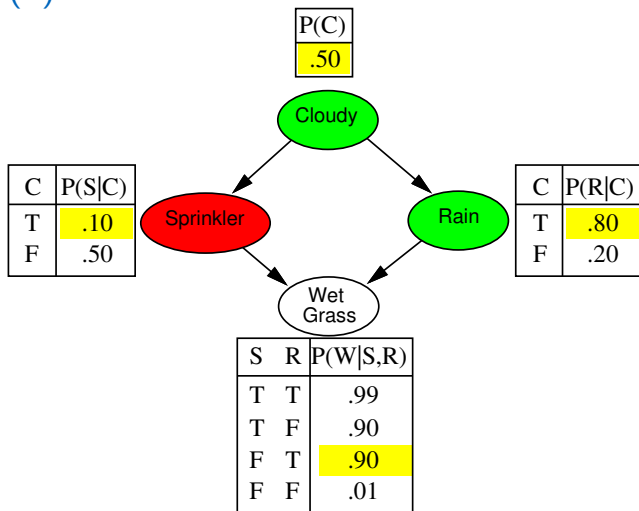 P(C)
.50
Cloudy
C P(S|C)
T .10
F .50
Sprinkler
Rain
C P(R|C)
T .80
F .20
Wet
Grass
S R P(W|S,R)
T T .99
T F .90
F T .90
F F .01